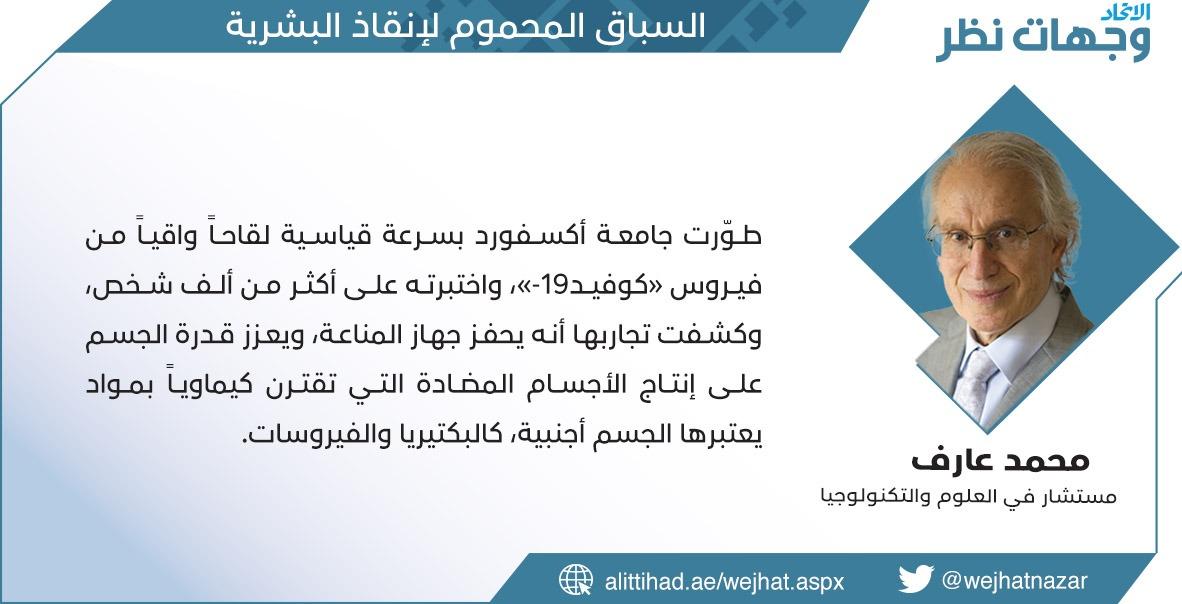 السباق المحموم لإنقاذ البشرية
الاتحاد
وجهات نظر
طوّرت جامعة أكسفورد بسرعة قياسية لقاحاً واقياً من
فيروس «كوفيد19-»، واختبرته على أكثر من ألف شخص،
وكشفت تجاربها أنه يحفز جهاز المناعة، ويعزز قدرة الجسم
على إنتاج الأجسام المضادة التي تقترن كيماوياً بمواد
يعتبرها الجسم أجنبية، كالبكتيريا والفيروسات.
محمد عارف
مستشار في العلوم والتكنولوجيا
alittihad.ae/wejhat.aspx
@wejhatnazar